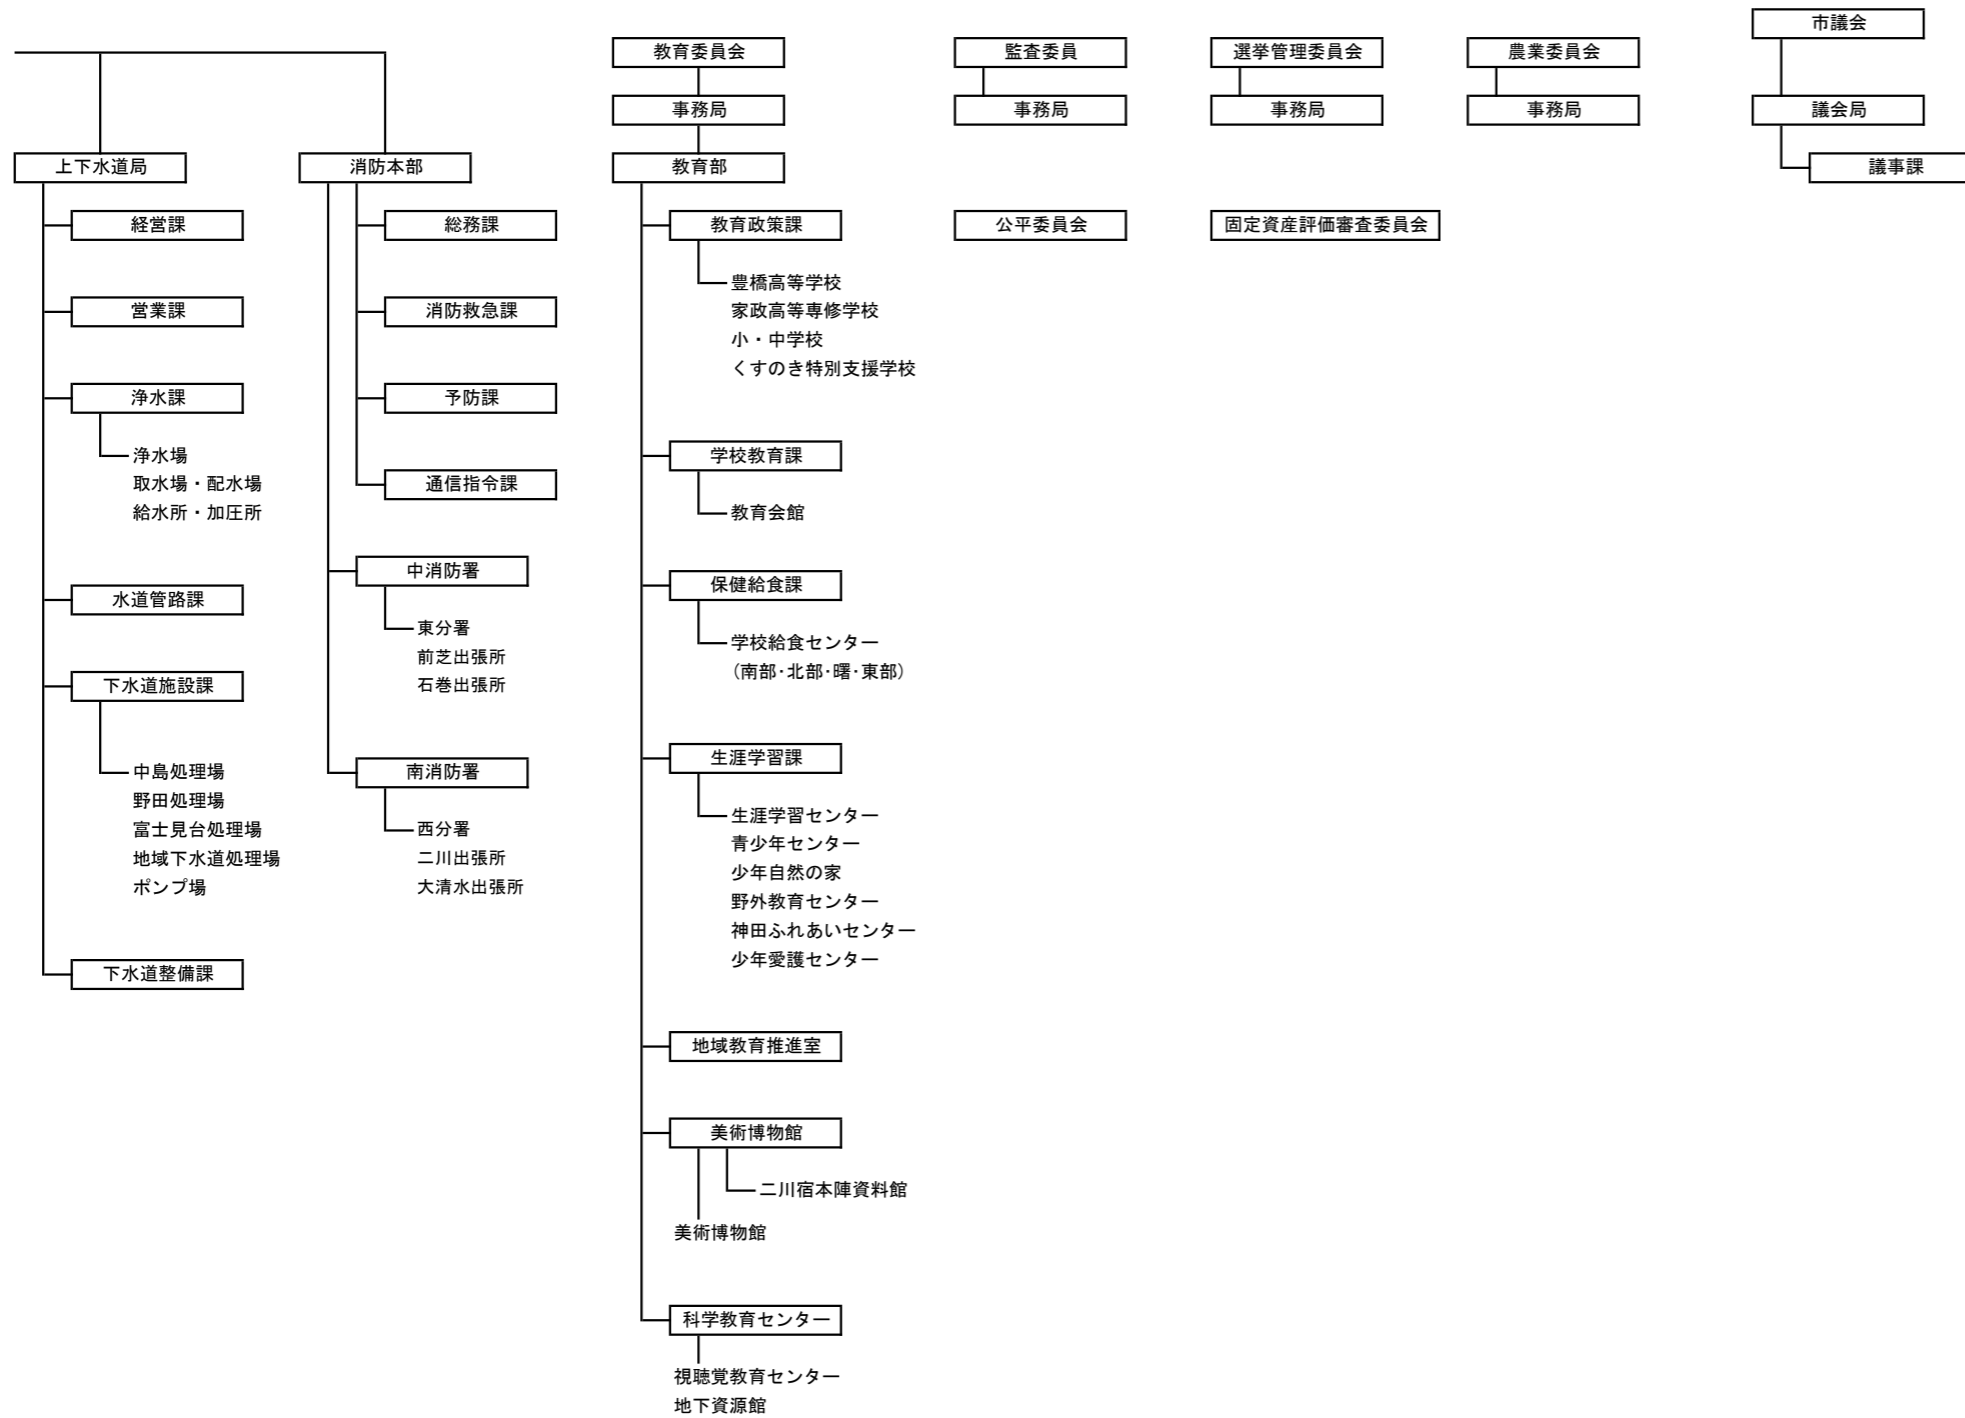 市議会
教育委員会
監査委員
選挙管理委員会
農業委員会
事務局
事務局
事務局
事務局
議会局
上下水道局
消防本部
教育部
議事課
経営課
総務課
教育政策課
公平委員会
固定資産評価審査委員会
豊橋高等学校
家政高等専修学校
小・中学校
くすのき特別支援学校
営業課
消防救急課
浄水課
予防課
浄水場
取水場・配水場
給水所・加圧所
学校教育課
教育会館
通信指令課
中消防署
東分署
前芝出張所
石巻出張所
保健給食課
学校給食センター
(南部・北部・曙・東部)
水道管路課
下水道施設課
中島処理場
野田処理場
富士見台処理場
地域下水道処理場
ポンプ場
南消防署
西分署
二川出張所
大清水出張所
生涯学習課
生涯学習センター
青少年センター
少年自然の家
野外教育センター
神田ふれあいセンター
少年愛護センター
下水道整備課
地域教育推進室
美術博物館
二川宿本陣資料館
美術博物館
科学教育センター
視聴覚教育センター
地下資源館